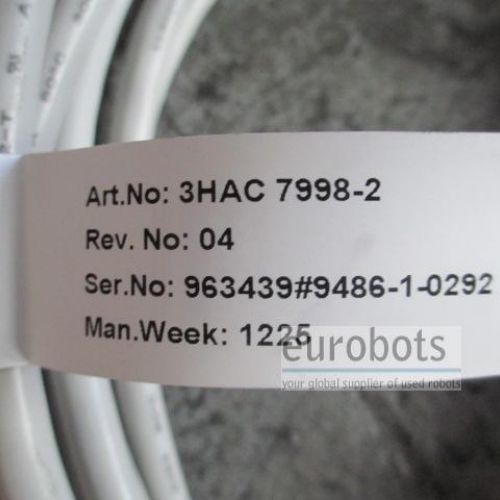 Art.No: 3HAC 7998-2
Rev. No: 04
Ser.No: 963439#9486-1-0292
Man.Week: 1225
eurobots
your global supplier of used robots